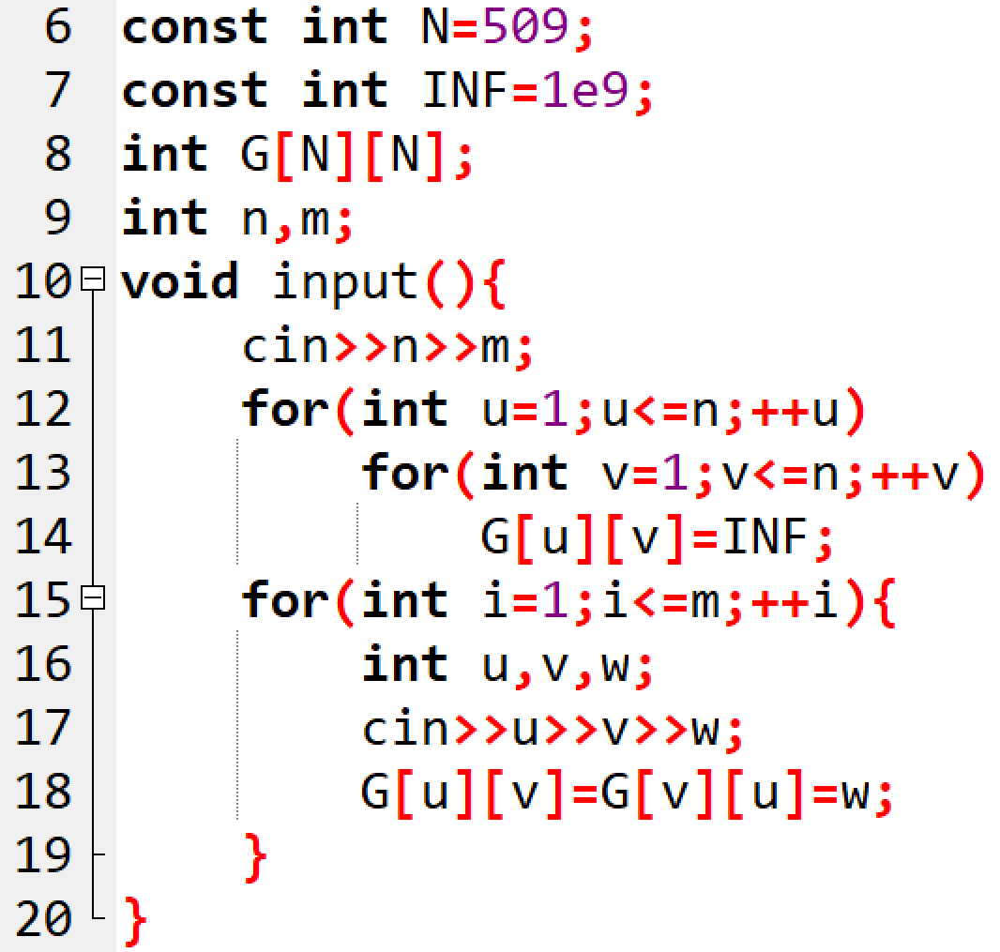 6 const int N=509;
7 const int INF=1e9;
8 int G[N][N];
9 int n,m;
10 void input(){
11 cin>>n>>m;
12 for(int u=1;u<=n;++u)
13 for(int v=1;v<=n;++v)
14 G[u][v]=INF;
15 for(int i=1;i<=m;++i){
16 int u,v,w;
17 cin>>u>>v>>w;
18 G[u][v]=G[v][u]=w;
19 }
20 }